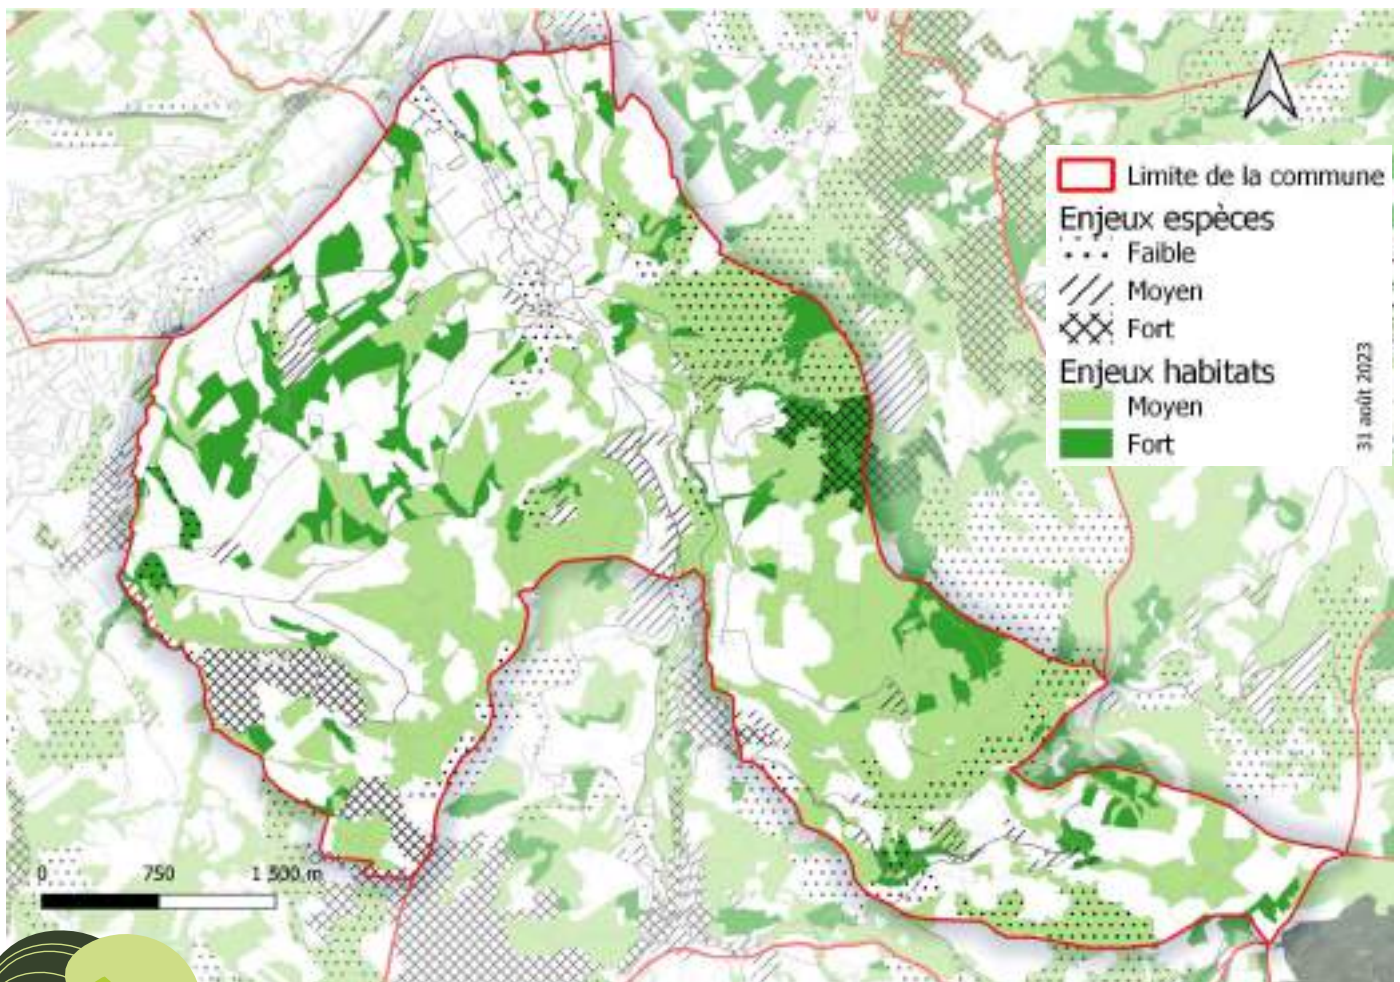 Limite de la commune
Enjeux espèces
Faible
Moyen
Fort
Enjeux habitats
Moyen
Fort
31 août 2023
0 750 1 500 m